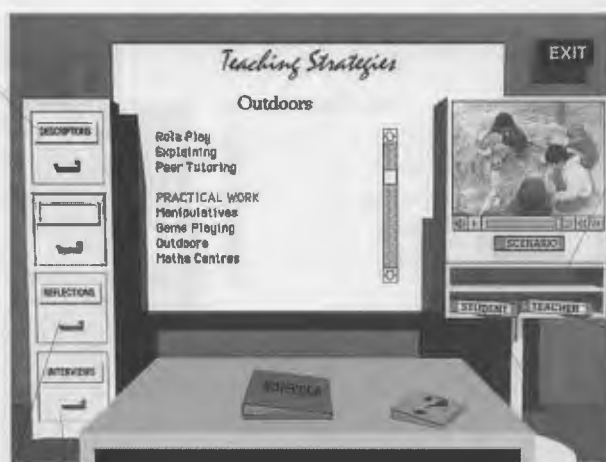 Teaching Strategies
EXIT
Outdoors
DESCRIPTIONS
Role Play
Explaining
Peer Tutoring
PRACTICAL WORK
Manipulatives
Game Playing
Outdoors
Maths Centres
SCENARIO
REFLECTIONS
STUDENT
TEACHER
INTERVIEWS
?